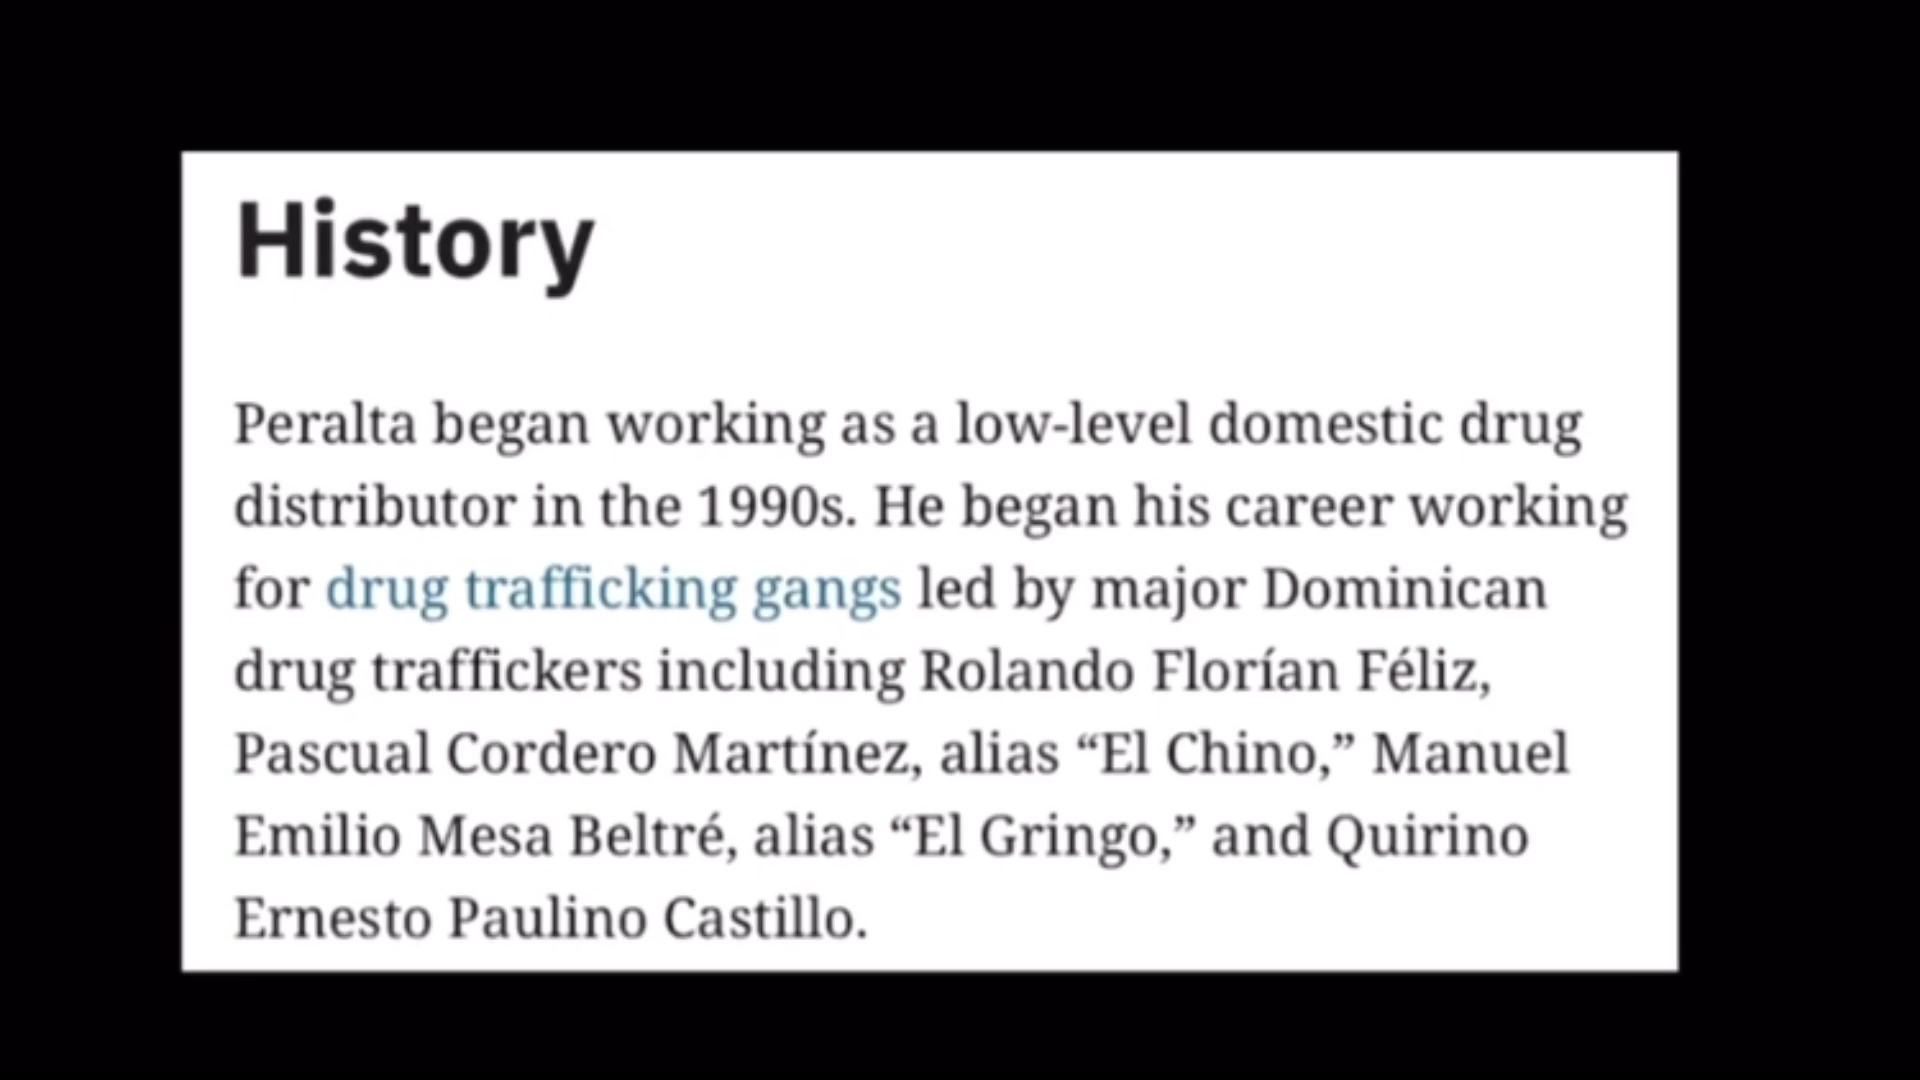 History
Peralta began working as a low-level domestic drug
distributor in the 1990s. He began his career working
for drug trafficking gangs led by major Dominican
drug traffickers including Rolando Florían Féliz,
Pascual Cordero Martínez, alias “El Chino,” Manuel
Emilio Mesa Beltré, alias “El Gringo,” and Quirino
Ernesto Paulino Castillo.